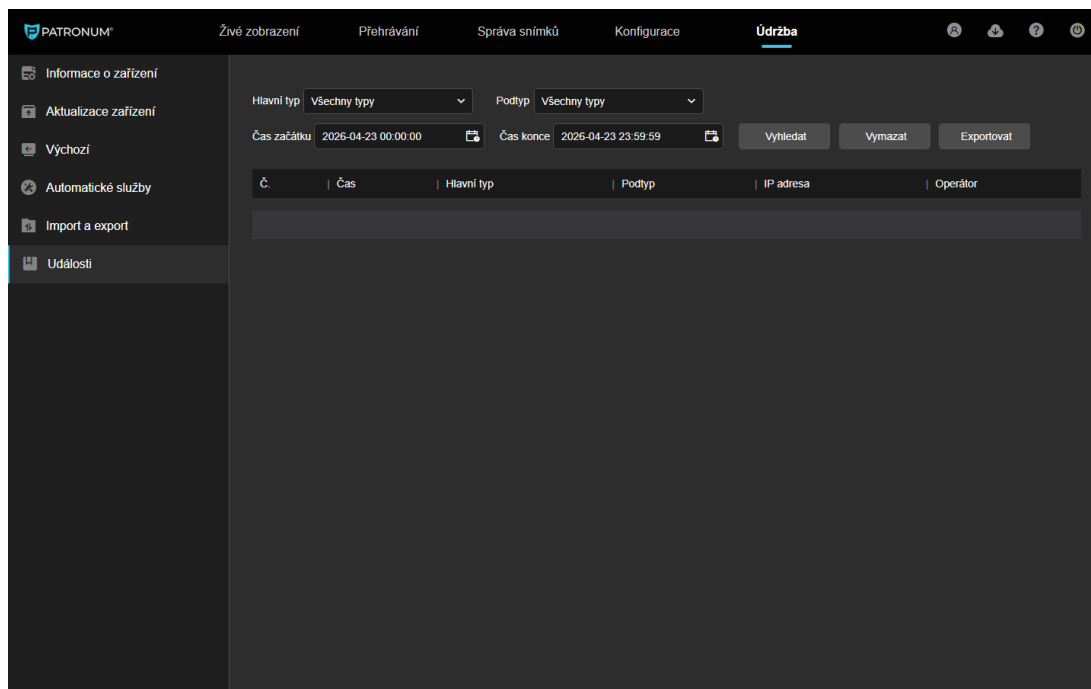 PATRONUM® Živé zobrazení Přehrávání Správa snímků Konfigurace Údržba
Informace o zařízení
Aktualizace zařízení
Výchozí
Automatické služby
Import a export
Události
Hlavní typ Všechny typy Podtyp Všechny typy
Čas začátku 2026-04-23 00:00:00 Čas konce 2026-04-23 23:59:59 Vyhledat Vymazat Exportovat
Č. | Čas | Hlavní typ | Podtyp | IP adresa | Operátor